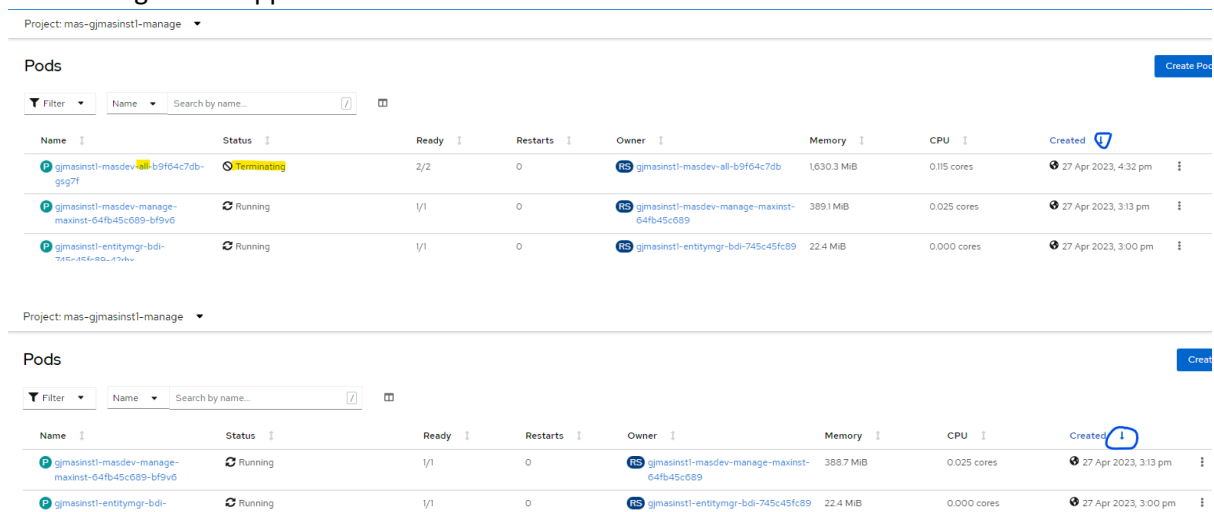 Project: mas-gjmasinst1-manage
Pods
Create Pod
Filter Name Search by name... /
Name Status Ready Restarts Owner Memory CPU Created
P gjmasinst1-masdev-all-b9f64c7db- Terminating 2/2 0 RS gjmasinst1-masdev-all-b9f64c7db 1,630.3 MiB 0.115 cores 27 Apr 2023, 4:32 pm
gsg7f
P gjmasinst1-masdev-manage- Running 1/1 0 RS gjmasinst1-masdev-manage-maxinst- 389.1 MiB 0.025 cores 27 Apr 2023, 3:13 pm
maxinst-64fb45c689-bf9v6 64fb45c689
P gjmasinst1-entitymgr-bdi- Running 1/1 0 RS gjmasinst1-entitymgr-bdi-745c45fc89 22.4 MiB 0.000 cores 27 Apr 2023, 3:00 pm
Project: mas-gjmasinst1-manage
Pods
Creat
Filter Name Search by name... /
Name Status Ready Restarts Owner Memory CPU Created
P gjmasinst1-masdev-manage- Running 1/1 0 RS gjmasinst1-masdev-manage-maxinst- 388.7 MiB 0.025 cores 27 Apr 2023, 3:13 pm
maxinst-64fb45c689-bf9v6 64fb45c689
P gjmasinst1-entitymgr-bdi- Running 1/1 0 RS gjmasinst1-entitymgr-bdi-745c45fc89 22.4 MiB 0.000 cores 27 Apr 2023, 3:00 pm